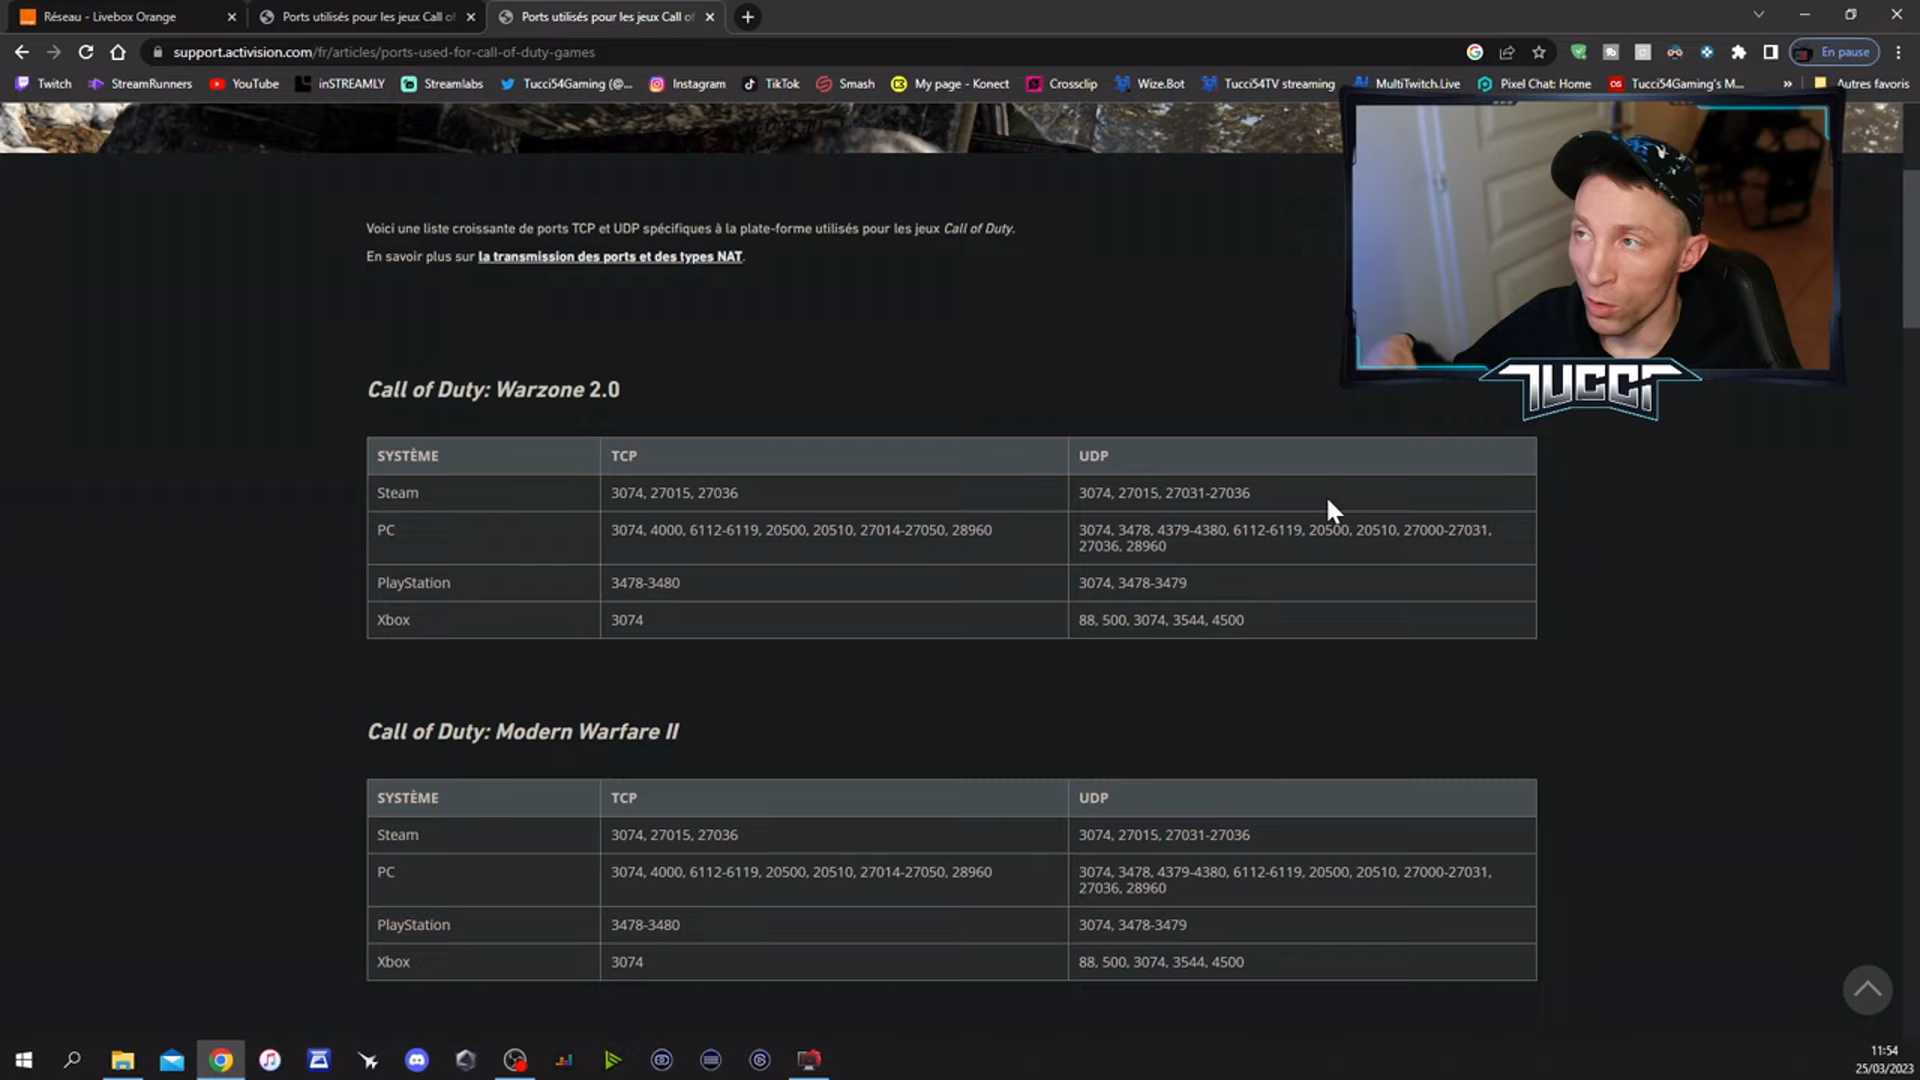 Réseau - Livebox Orange
Ports utilisés pour les jeux Call of
Ports utilisés pour les jeux Call of
support.activision.com/fr/articles/ports-used-for-call-of-duty-games
En pause
Twitch
StreamRunners
YouTube
inSTREAMLY
Streamlabs
Tucci54Gaming (@...
Instagram
TikTok
Smash
My page - Konect
Crossclip
Wize.Bot
Tucci54TV streaming
MultiTwitch.Live
Pixel Chat: Home
Tucci54Gaming's M...
Autres favoris
Voici une liste croissante de ports TCP et UDP spécifiques à la plate-forme utilisés pour les jeux Call of Duty.
En savoir plus sur la transmission des ports et des types NAT.
TUCCI
Call of Duty: Warzone 2.0
SYSTÈME TCP UDP
Steam 3074, 27015, 27036 3074, 27015, 27031-27036
PC 3074, 4000, 6112-6119, 20500, 20510, 27014-27050, 28960 3074, 3478, 4379-4380, 6112-6119, 20500, 20510, 27000-27031,
27036, 28960
PlayStation 3478-3480 3074, 3478-3479
Xbox 3074 88, 500, 3074, 3544, 4500
Call of Duty: Modern Warfare II
SYSTÈME TCP UDP
Steam 3074, 27015, 27036 3074, 27015, 27031-27036
PC 3074, 4000, 6112-6119, 20500, 20510, 27014-27050, 28960 3074, 3478, 4379-4380, 6112-6119, 20500, 20510, 27000-27031,
27036, 28960
PlayStation 3478-3480 3074, 3478-3479
Xbox 3074 88, 500, 3074, 3544, 4500
11:54
25/03/2023